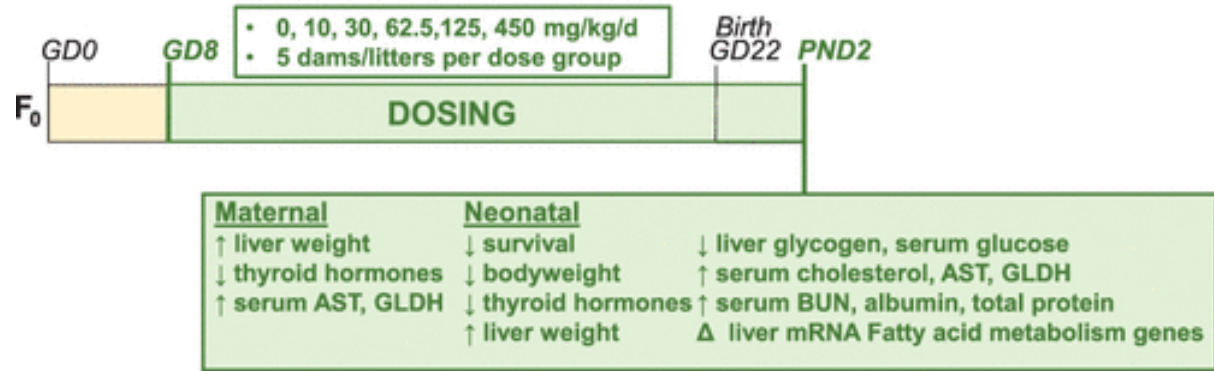 GD0
GD8
• 0, 10, 30, 62.5,125, 450 mg/kg/d
• 5 dams/litters per dose group
Birth
GD22
PND2
F0
DOSING
Maternal
↑ liver weight
↓ thyroid hormones
↑ serum AST, GLDH
Neonatal
↓ survival
↓ bodyweight
↓ thyroid hormones
↑ liver weight
↓ liver glycogen, serum glucose
↑ serum cholesterol, AST, GLDH
↑ serum BUN, albumin, total protein
Δ liver mRNA Fatty acid metabolism genes